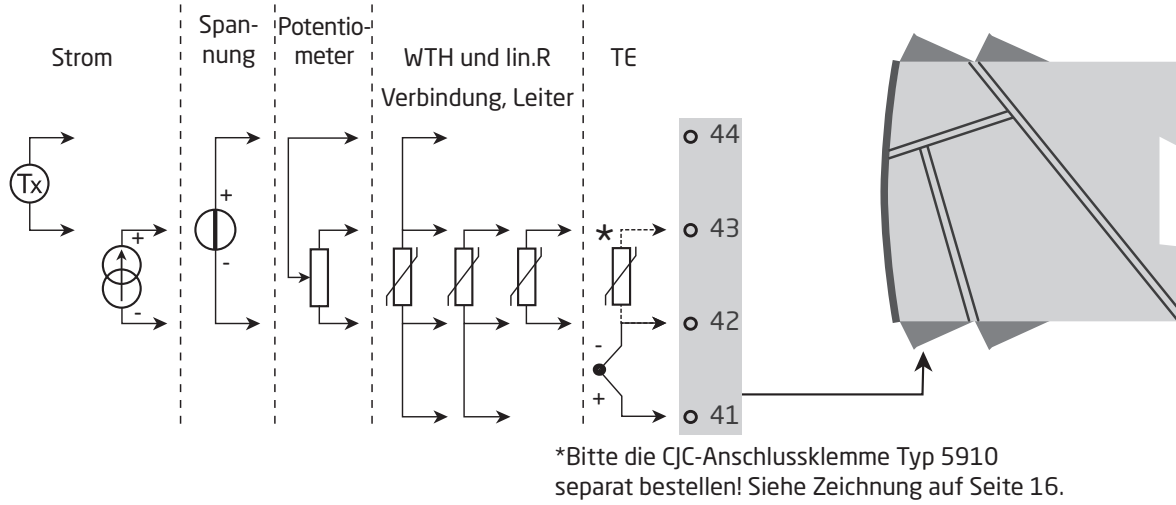 Strom
Span-
nung
Potentio-
meter
WTH und lin.R
Verbindung, Leiter
TE
Tx
+
-
+
-
*
-
+
44
43
42
41
*Bitte die CJC-Anschlussklemme Typ 5910
separat bestellen! Siehe Zeichnung auf Seite 16.